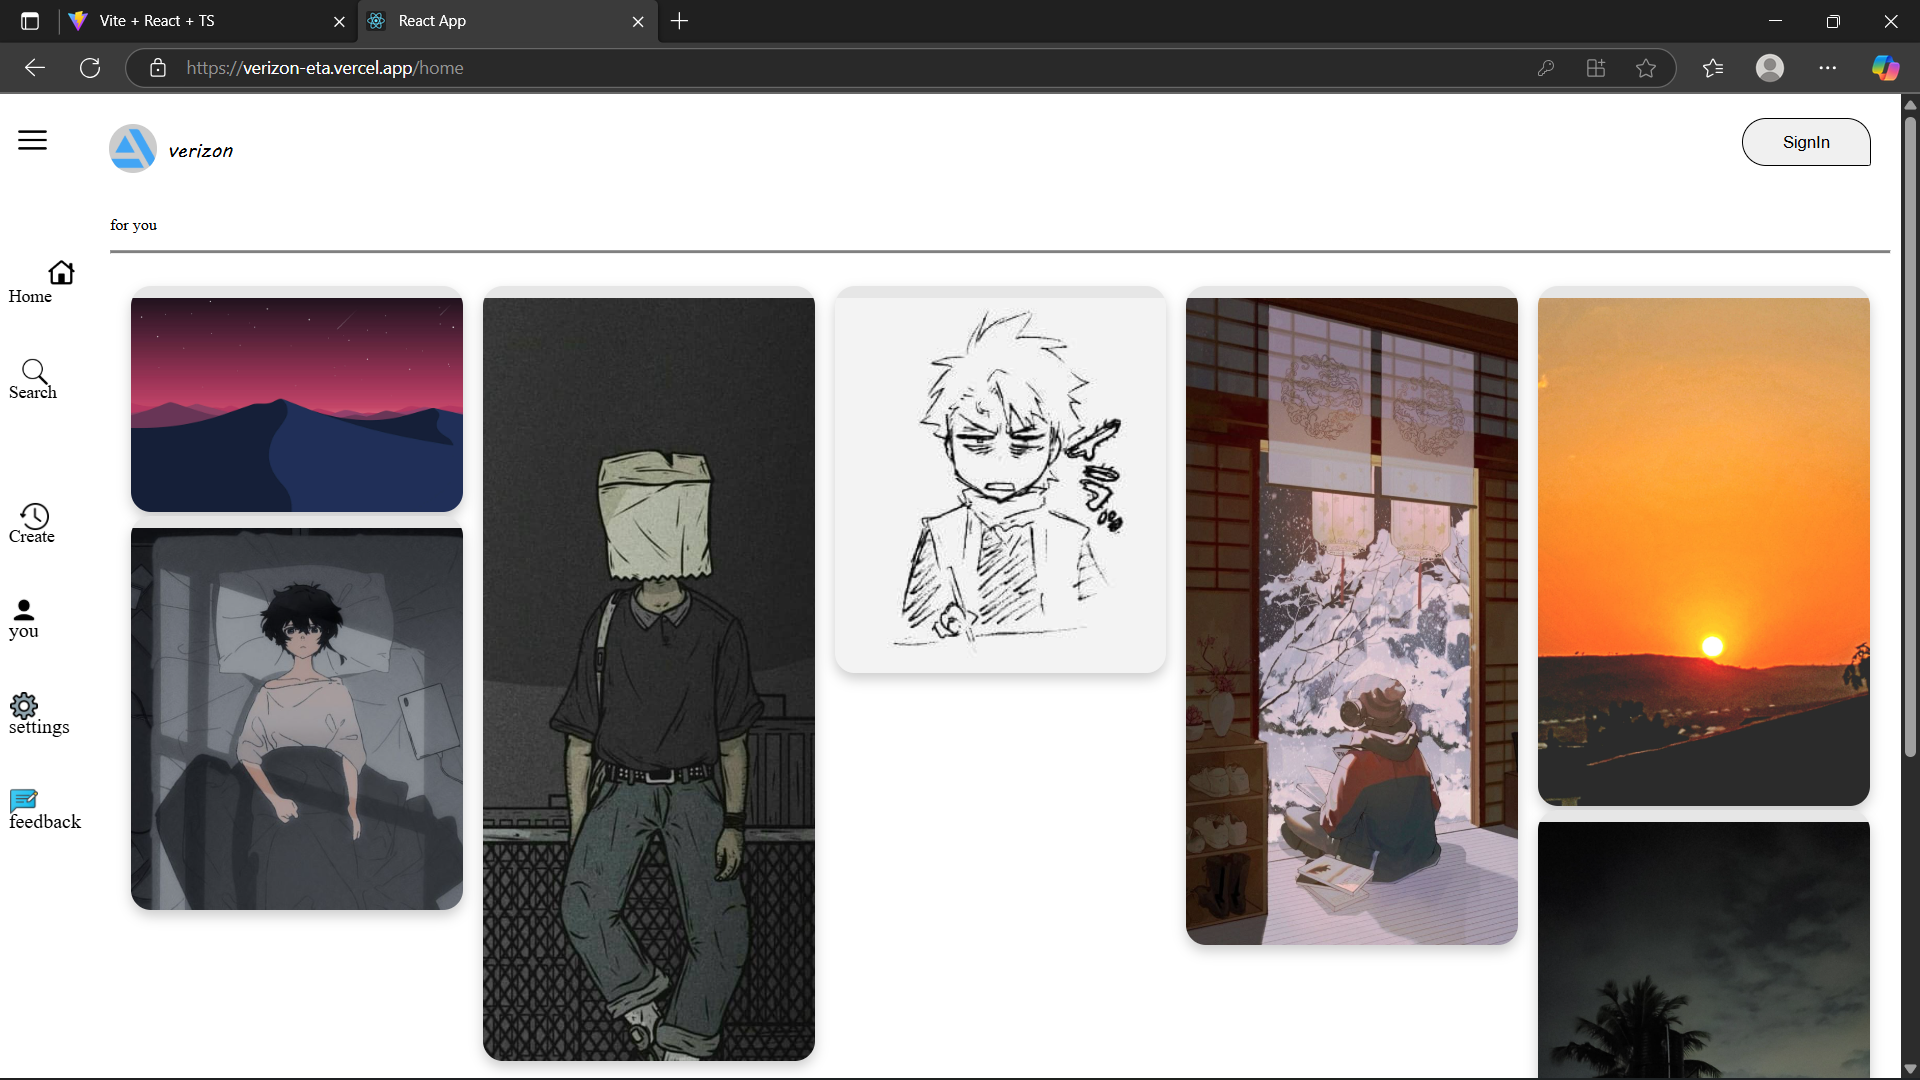 Vite + React + TS
React App
https://verizon-eta.vercel.app/home
verizon
SignIn
for you
Home
Search
Create
you
settings
feedback